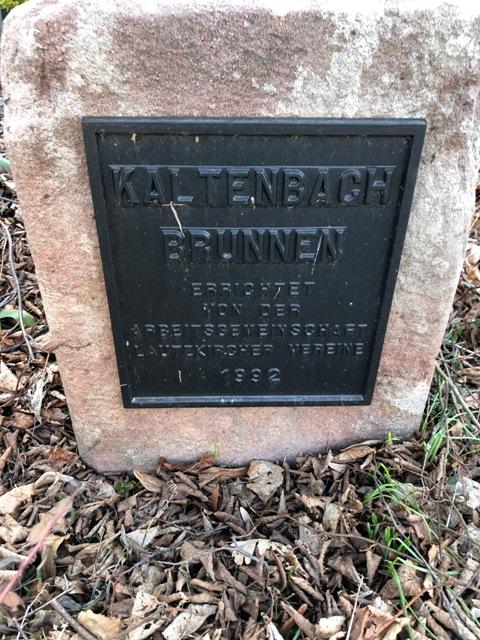 KALTENBACH
BRUNNEN
ERRICHTET
VON DER
ARBEITSGEMEINSCHAFT
LAUTZKIRCHER VEREINE
1992